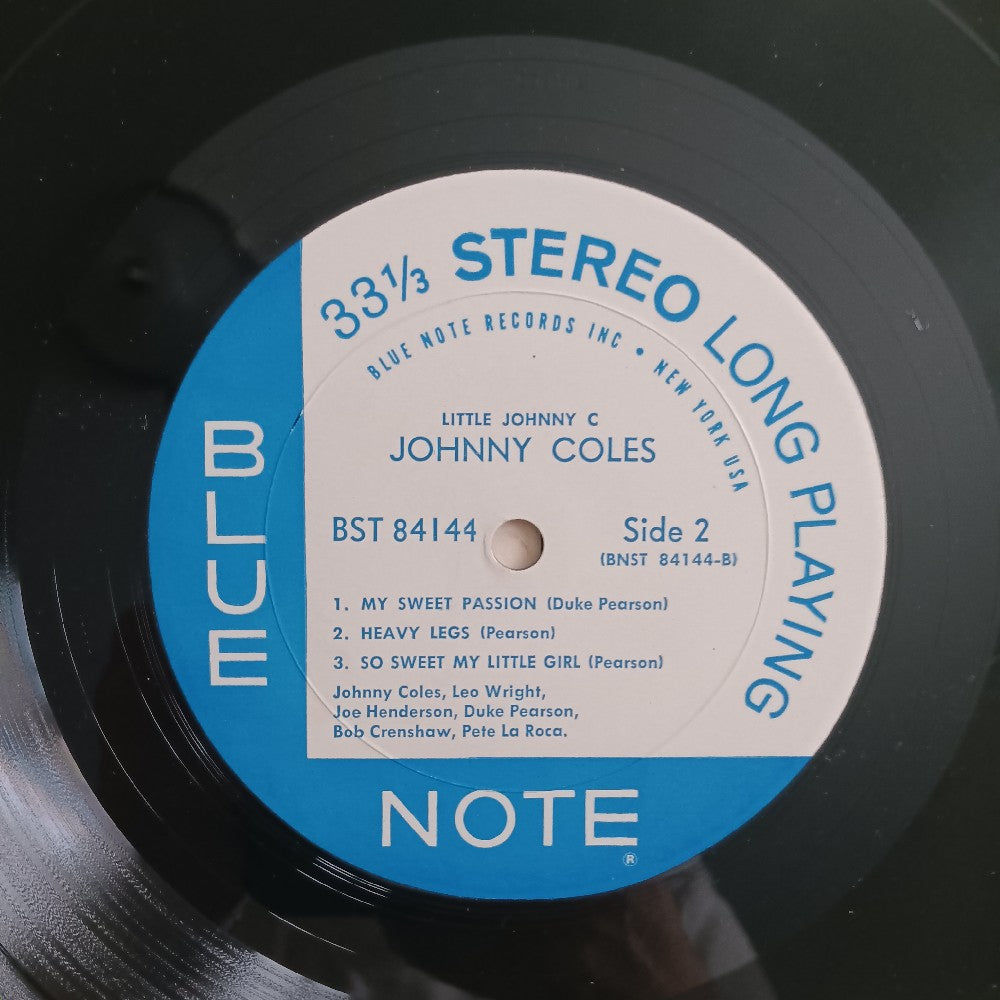 33⅓ STEREO LONG PLAYING
BLUE NOTE RECORDS INC • NEW YORK USA
LITTLE JOHNNY C
JOHNNY COLES
BST 84144
Side 2
(BNST 84144-B)
1. MY SWEET PASSION (Duke Pearson)
2. HEAVY LEGS (Pearson)
3. SO SWEET MY LITTLE GIRL (Pearson)
Johnny Coles, Leo Wright,
Joe Henderson, Duke Pearson,
Bob Crenshaw, Pete La Roca.
BLUE
NOTE
®